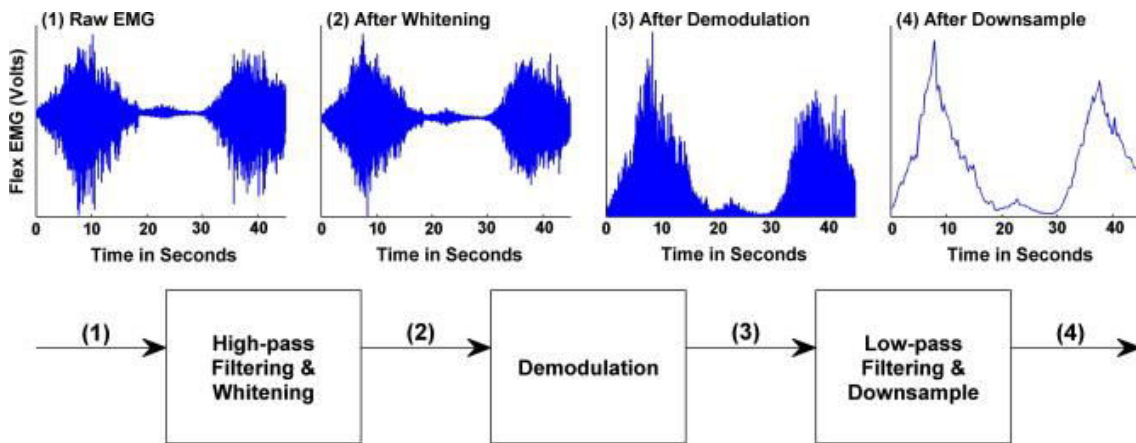 (1) Raw EMG
(2) After Whitening
(3) After Demodulation
(4) After Downsample
Flex EMG (Volts)
0 10 20 30 40
0 10 20 30 40
0 10 20 30 40
0 10 20 30 40
Time in Seconds
Time in Seconds
Time in Seconds
Time in Seconds
(1)
High-pass
Filtering &
Whitening
(2)
Demodulation
(3)
Low-pass
Filtering &
Downsample
(4)